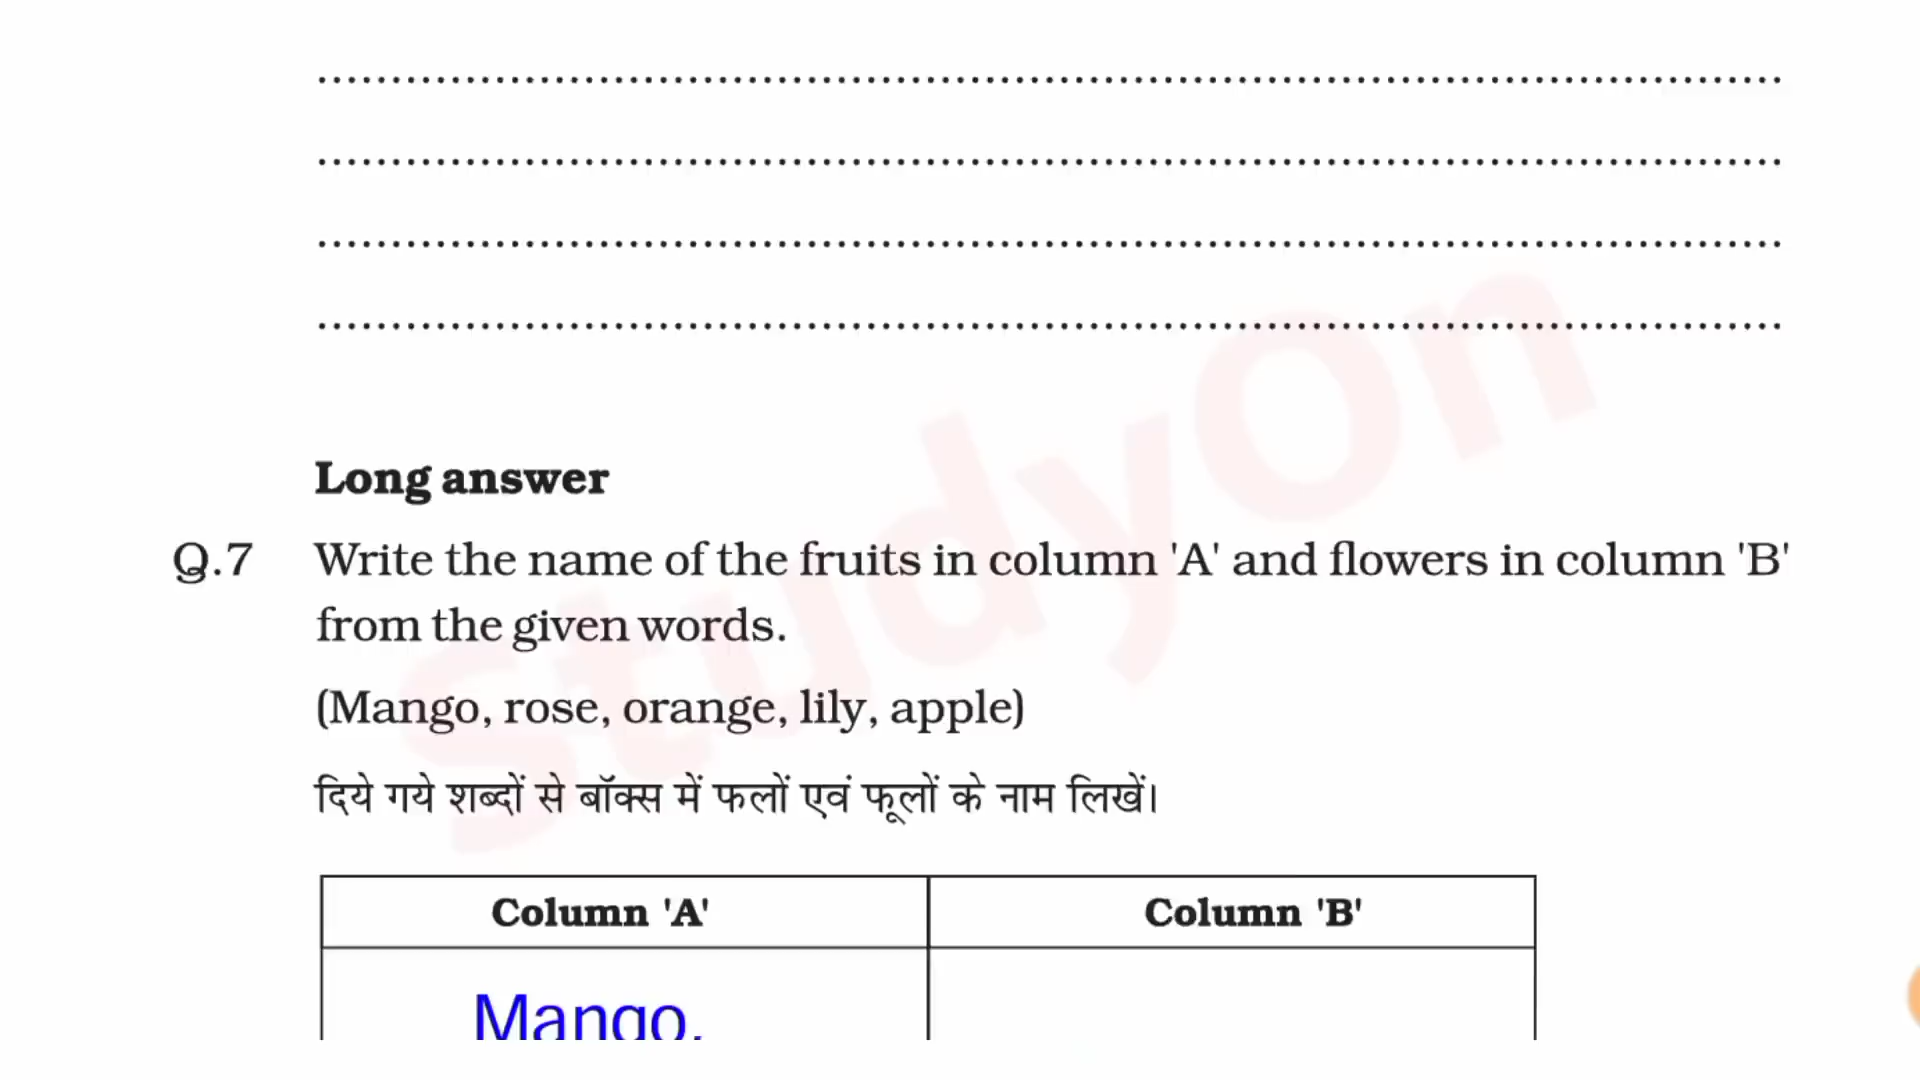 Long answer
Q.7 Write the name of the fruits in column 'A' and flowers in column 'B'
from the given words.
(Mango, rose, orange, lily, apple)
दिये गये शब्दों से बॉक्स में फलों एवं फूलों के नाम लिखें।
Column 'A' Column 'B'
Mango,
studyOn